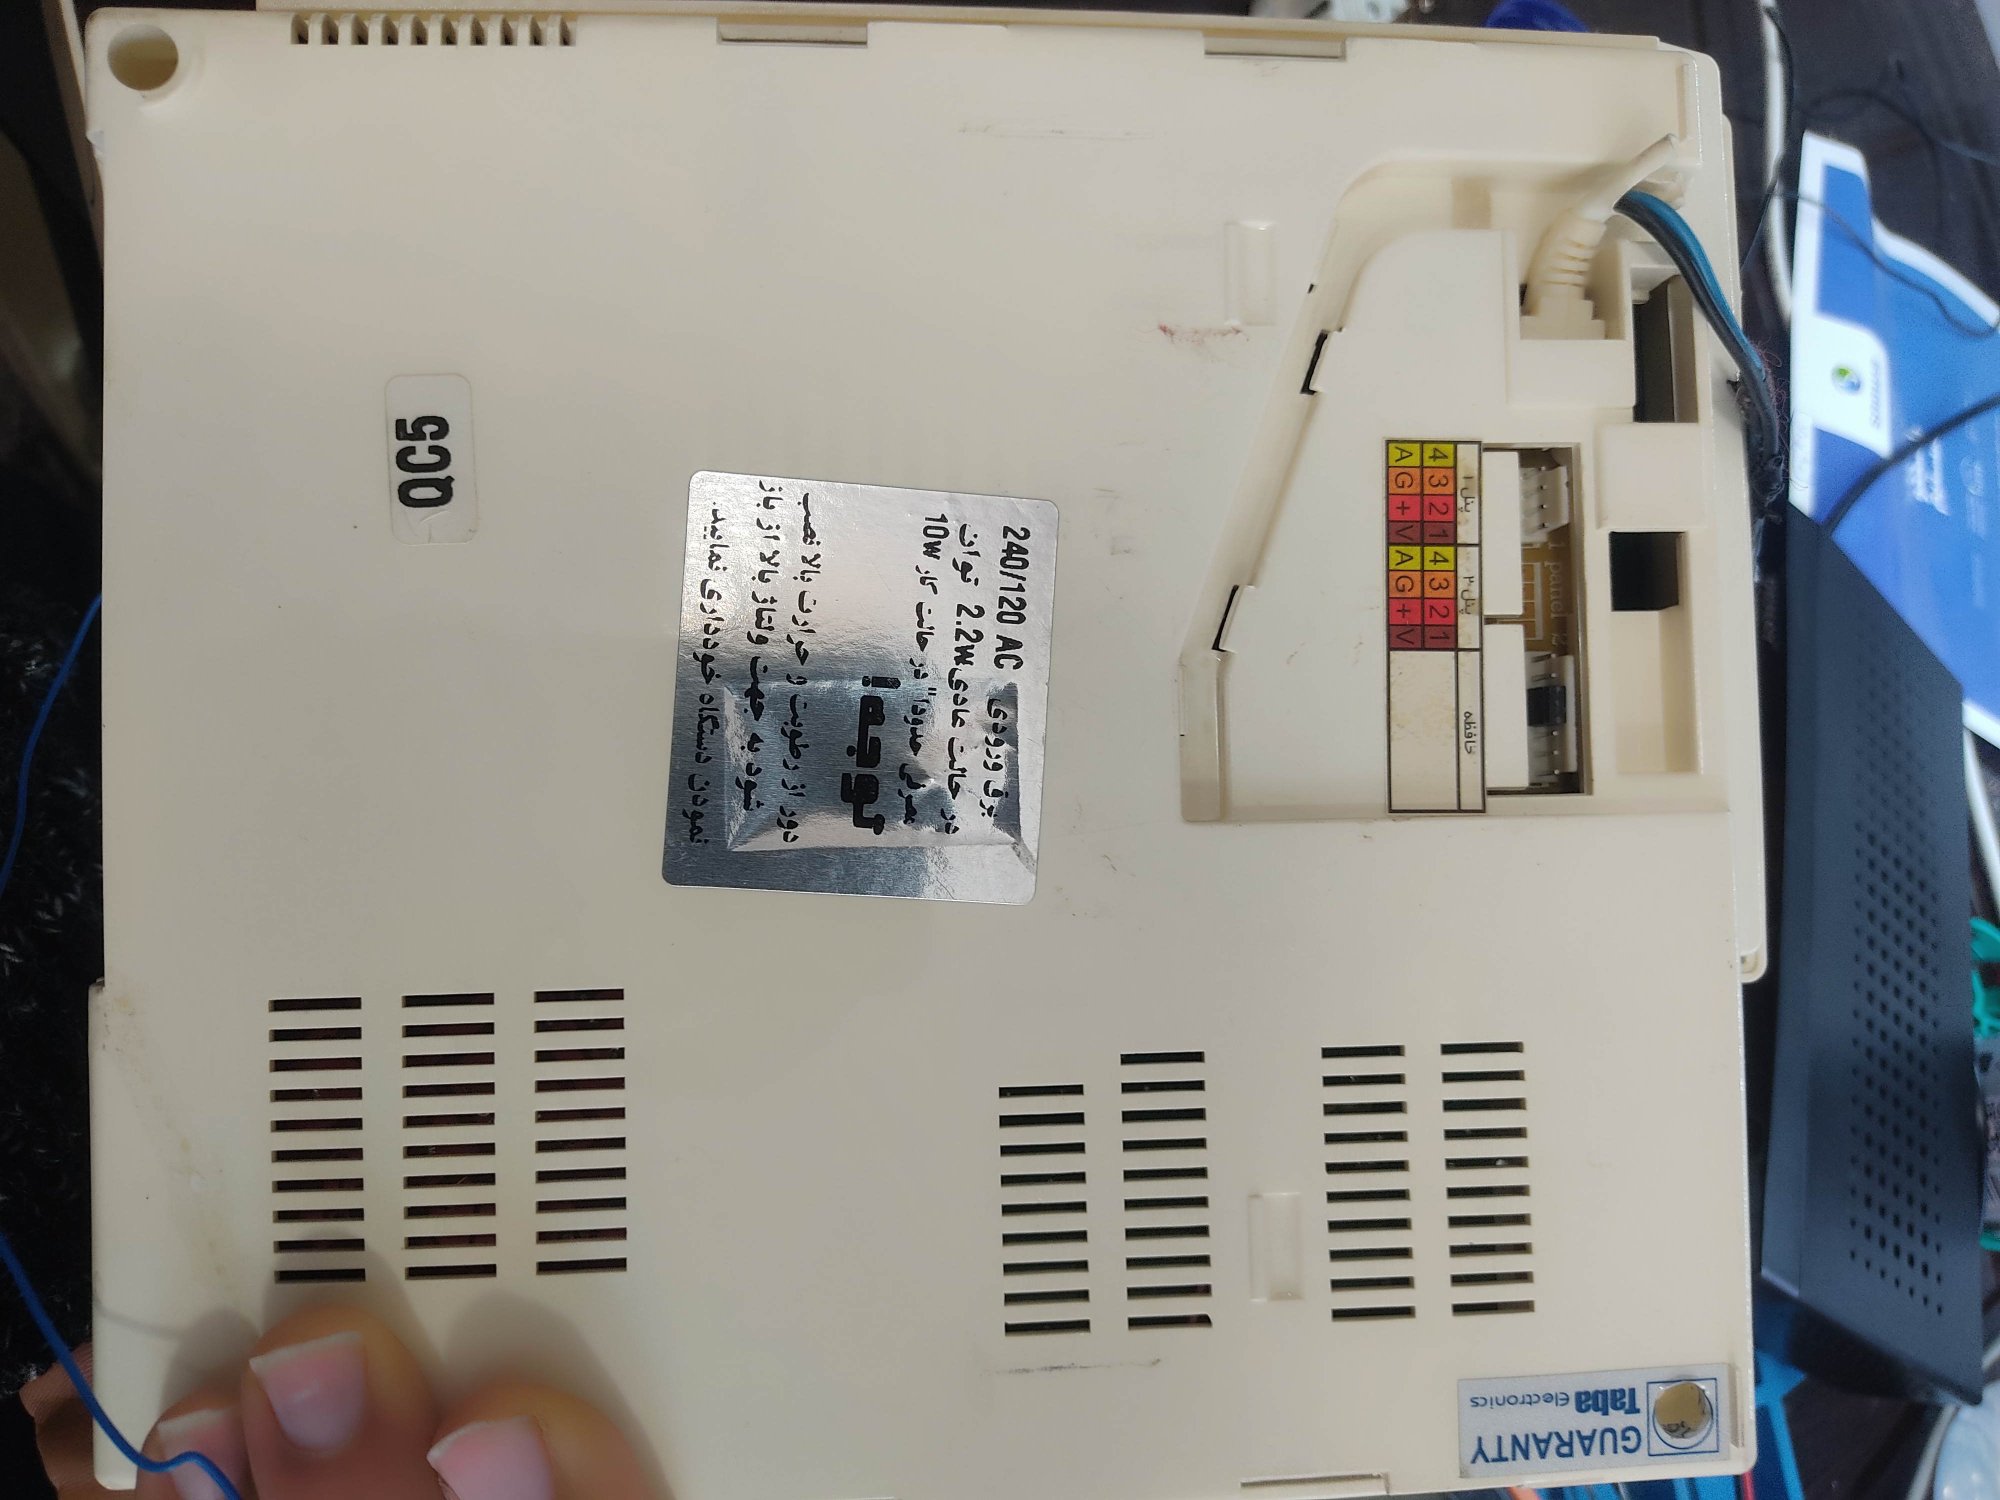 QC5
240/120 AC برق ورودی
توان 2.2w در حالت عادی
10w مصرفی حدودا" در حالت کار
توجه!
دور از رطوبت و حرارت بالا نصب
شود به جهت ولتاژ بالا از باز
نمودن دستگاه خودداری نمایید.
پنل ۱ پنل ۲ حافظه
4 3 2 1 4 3 2 1
A G + V A G + V
panel 2
GUARANTY
Taba Electronics